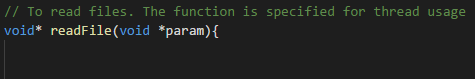 // To read files. The function is specified for thread usage
void* readFile(void *param){